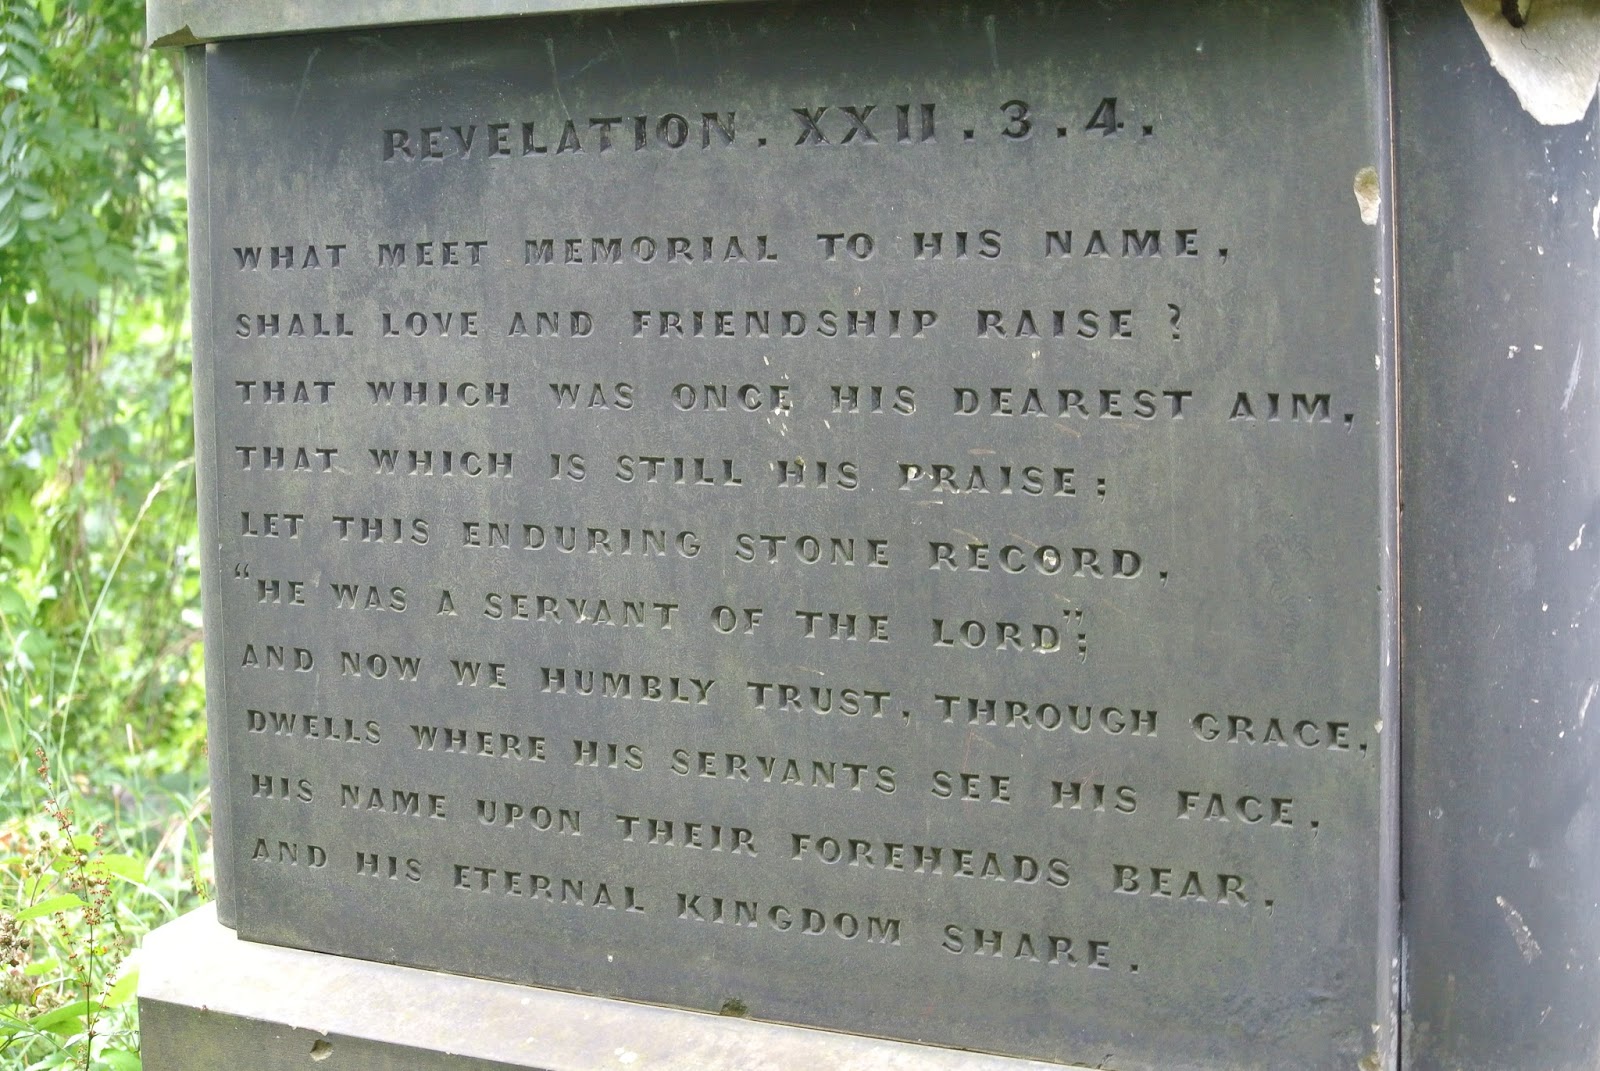 REVELATION. XXII. 3. 4.
WHAT MEET MEMORIAL TO HIS NAME,
SHALL LOVE AND FRIENDSHIP RAISE ?
THAT WHICH WAS ONCE HIS DEAREST AIM,
THAT WHICH IS STILL HIS PRAISE;
LET THIS ENDURING STONE RECORD,
“HE WAS A SERVANT OF THE LORD”;
AND NOW WE HUMBLY TRUST, THROUGH GRACE,
DWELLS WHERE HIS SERVANTS SEE HIS FACE,
HIS NAME UPON THEIR FOREHEADS BEAR,
AND HIS ETERNAL KINGDOM SHARE.